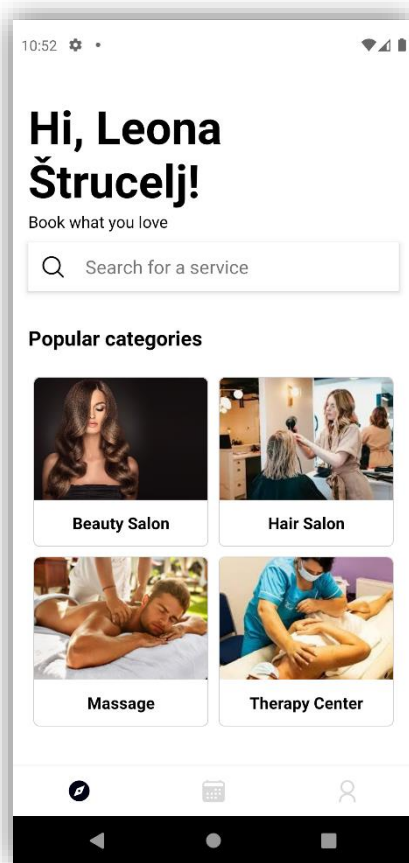 10:52
Hi, Leona
Štrucelj!
Book what you love
Search for a service
Popular categories
Beauty Salon
Hair Salon
Massage
Therapy Center